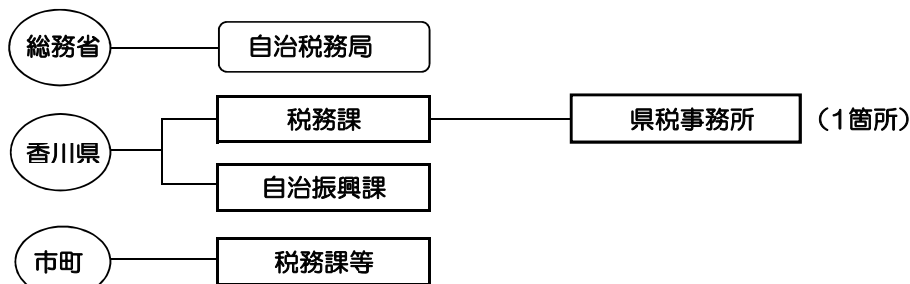 総務省
自治税務局
香川県
税務課
県税事務所
（1箇所）
自治振興課
市町
税務課等